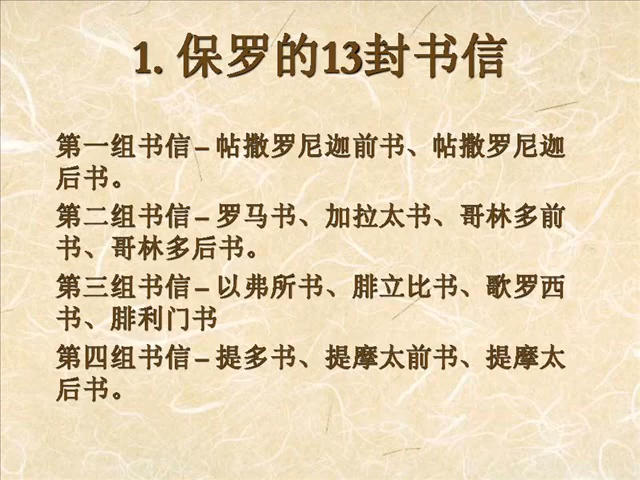 1. 保罗的13封书信
第一组书信 – 帖撒罗尼迦前书、帖撒罗尼迦
后书。
第二组书信 – 罗马书、加拉太书、哥林多前
书、哥林多后书。
第三组书信 – 以弗所书、腓立比书、歌罗西
书、腓利门书
第四组书信 – 提多书、提摩太前书、提摩太
后书。